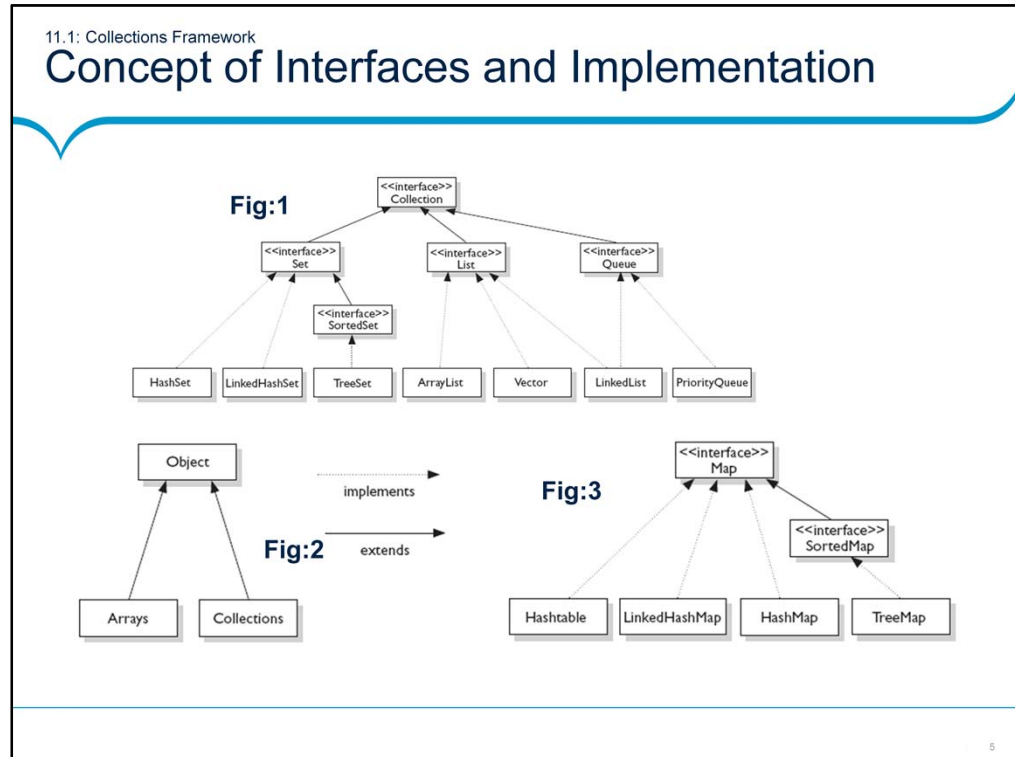 11.1: Collections Framework
Concept of Interfaces and Implementation
Fig:1
<<interface>>
Collection
<<interface>>
Set
<<interface>>
List
<<interface>>
Queue
<<interface>>
SortedSet
HashSet
LinkedHashSet
TreeSet
ArrayList
Vector
LinkedList
PriorityQueue
Object
implements
Fig:2
extends
Arrays
Collections
Fig:3
<<interface>>
Map
<<interface>>
SortedMap
Hashtable
LinkedHashMap
HashMap
TreeMap
5